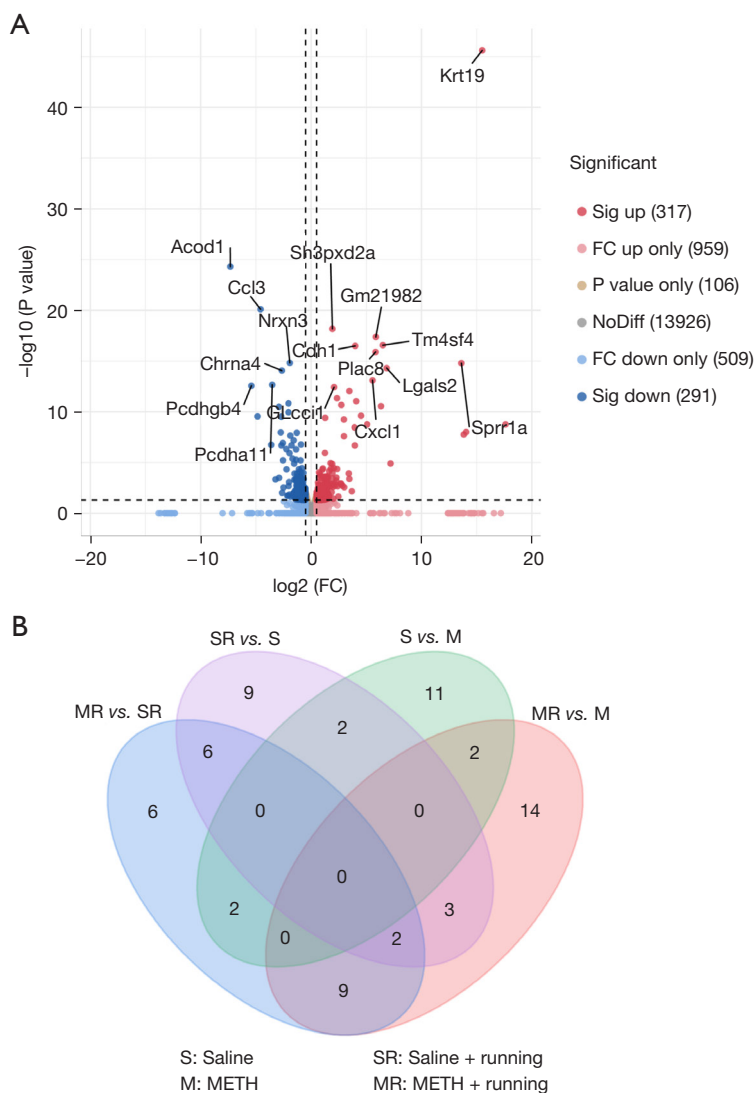 A
Krt19
Acod1
Ccl3
Nrxn3
Chrna4
Pcdhgb4
Pcdha11
Sh3pxd2a
Gm21982
Cdh1
Tm4sf4
Plac8
Lgals2
GLcci1
Cxcl1
Sprr1a
−log10 (P value)
40
30
20
10
0
−20
−10
0
10
20
log2 (FC)
Significant
Sig up (317)
FC up only (959)
P value only (106)
NoDiff (13926)
FC down only (509)
Sig down (291)
B
SR vs. S
S vs. M
MR vs. SR
MR vs. M
9
11
2
6
2
6
0
0
14
0
2
3
0
2
9
S: Saline
SR: Saline + running
M: METH
MR: METH + running